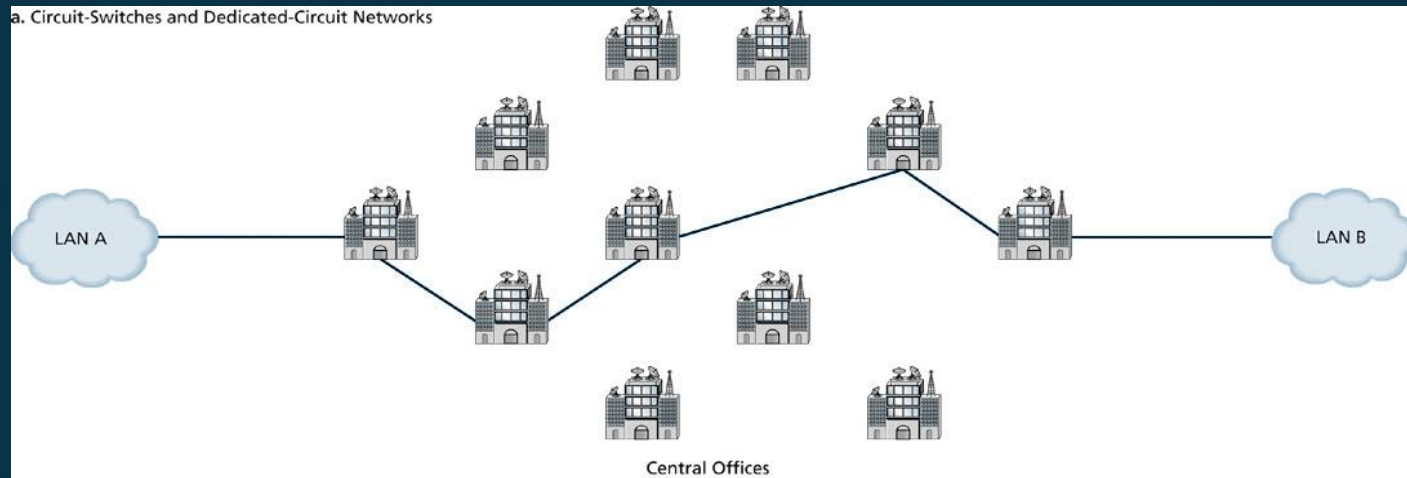 a. Circuit-Switches and Dedicated-Circuit Networks
LAN A
LAN B
Central Offices